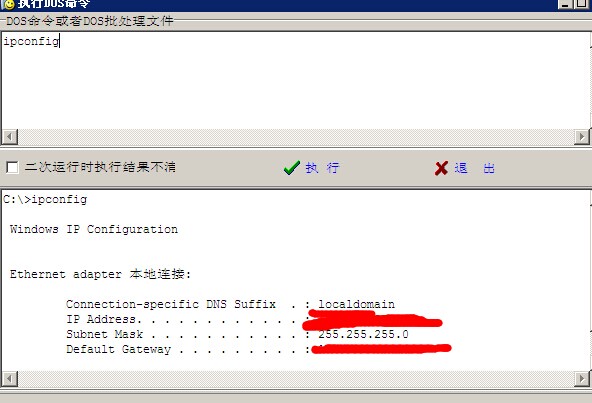 执行DOS命令
DOS命令或者DOS批处理文件
ipconfig
二次运行时执行结果不清
执 行
退 出
C:\>ipconfig
Windows IP Configuration
Ethernet adapter 本地连接:
Connection-specific DNS Suffix . : localdomain
IP Address. . . . . . . . . . . . :
Subnet Mask . . . . . . . . . . . : 255.255.255.0
Default Gateway . . . . . . . . . :